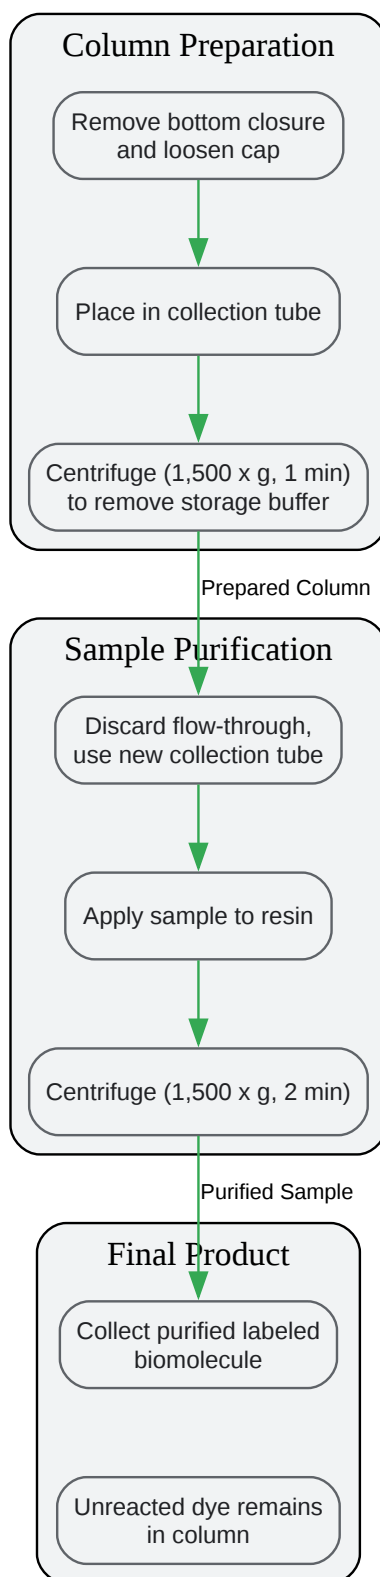 Column Preparation
Remove bottom closure
and loosen cap
Place in collection tube
Centrifuge (1,500 x g, 1 min)
to remove storage buffer
Prepared Column
Sample Purification
Discard flow-through,
use new collection tube
Apply sample to resin
Centrifuge (1,500 x g, 2 min)
Purified Sample
Final Product
Collect purified labeled
biomolecule
Unreacted dye remains
in column